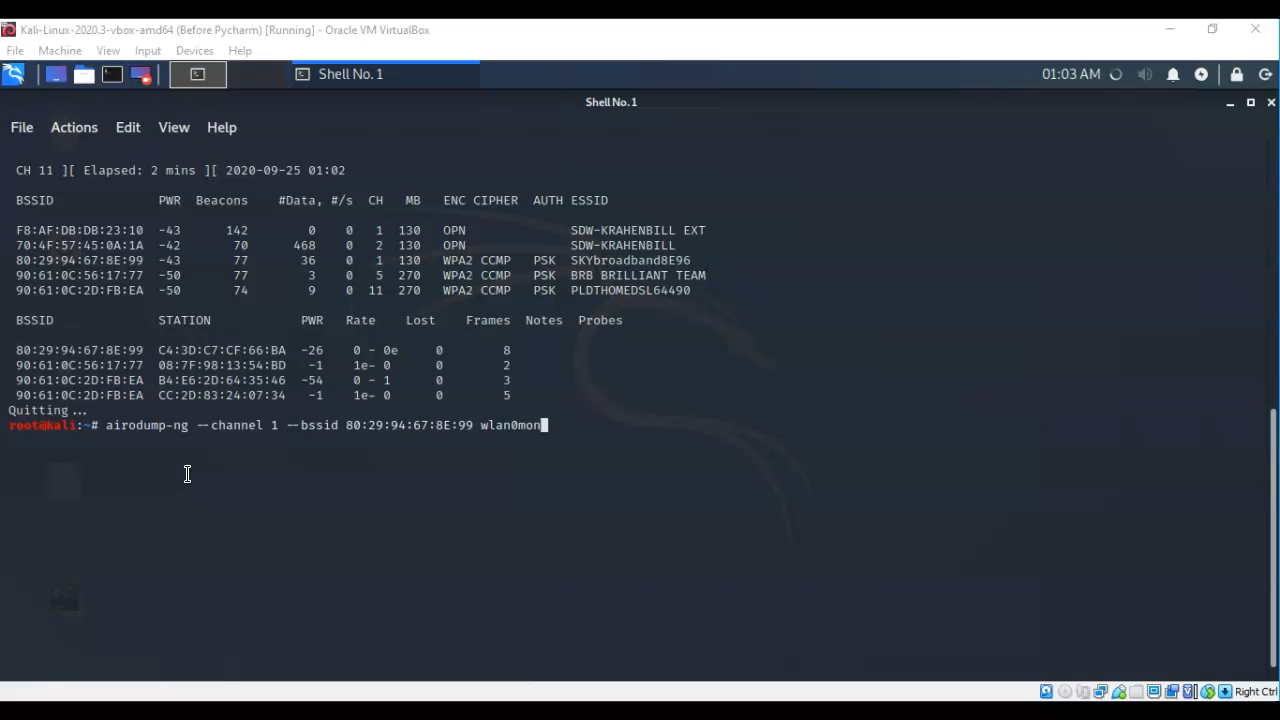 Kali-Linux-2020.3-vbox-amd64 (Before Pycharm) [Running] - Oracle VM VirtualBox
File Machine View Input Devices Help
Shell No. 1 01:03 AM
Shell No. 1
File Actions Edit View Help
CH 11 ][ Elapsed: 2 mins ][ 2020-09-25 01:02
BSSID PWR Beacons #Data, #/s CH MB ENC CIPHER AUTH ESSID
F8:AF:DB:DB:23:10 -43 142 0 0 1 130 OPN SDW-KRAHENBILL EXT
70:4F:57:45:0A:1A -42 70 468 0 2 130 OPN SDW-KRAHENBILL
80:29:94:67:8E:99 -43 77 36 0 1 130 WPA2 CCMP PSK SKYbroadband8E96
90:61:0C:56:17:77 -50 77 3 0 5 270 WPA2 CCMP PSK BRB BRILLIANT TEAM
90:61:0C:2D:FB:EA -50 74 9 0 11 270 WPA2 CCMP PSK PLDTHOMEDSL64490
BSSID STATION PWR Rate Lost Frames Notes Probes
80:29:94:67:8E:99 C4:3D:C7:CF:66:BA -26 0 - 0e 0 8
90:61:0C:56:17:77 08:7F:98:13:54:BD -1 1e- 0 0 2
90:61:0C:2D:FB:EA B4:E6:2D:64:35:46 -54 0 - 1 0 3
90:61:0C:2D:FB:EA CC:2D:83:24:07:34 -1 1e- 0 0 5
Quitting...
root@kali:~# airodump-ng --channel 1 --bssid 80:29:94:67:8E:99 wlan0mon
Right Ctrl